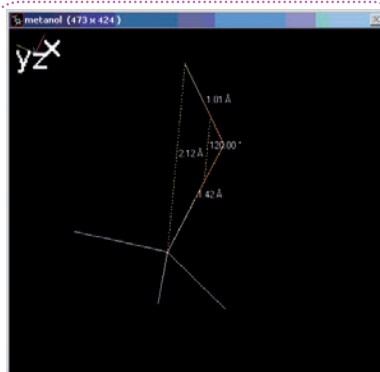 metanol (473 x 424)
yzx
1.01 Å
120.00 °
2.12 Å
1.42 Å